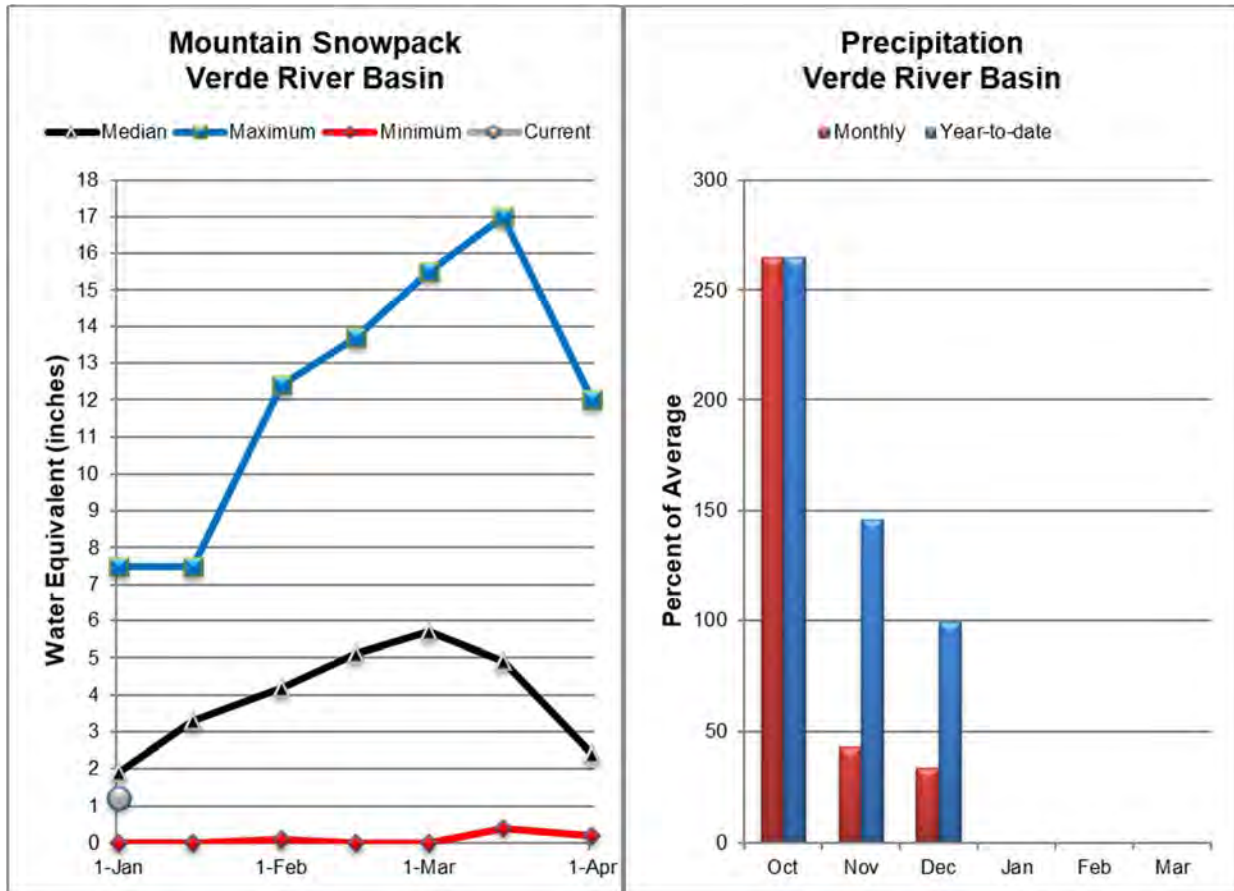 Mountain Snowpack
Verde River Basin
Median Maximum Minimum Current
Water Equivalent (inches)
18
17
16
15
14
13
12
11
10
9
8
7
6
5
4
3
2
1
0
1-Jan 1-Feb 1-Mar 1-Apr
Precipitation
Verde River Basin
Monthly Year-to-date
Percent of Average
300
250
200
150
100
50
0
Oct Nov Dec Jan Feb Mar